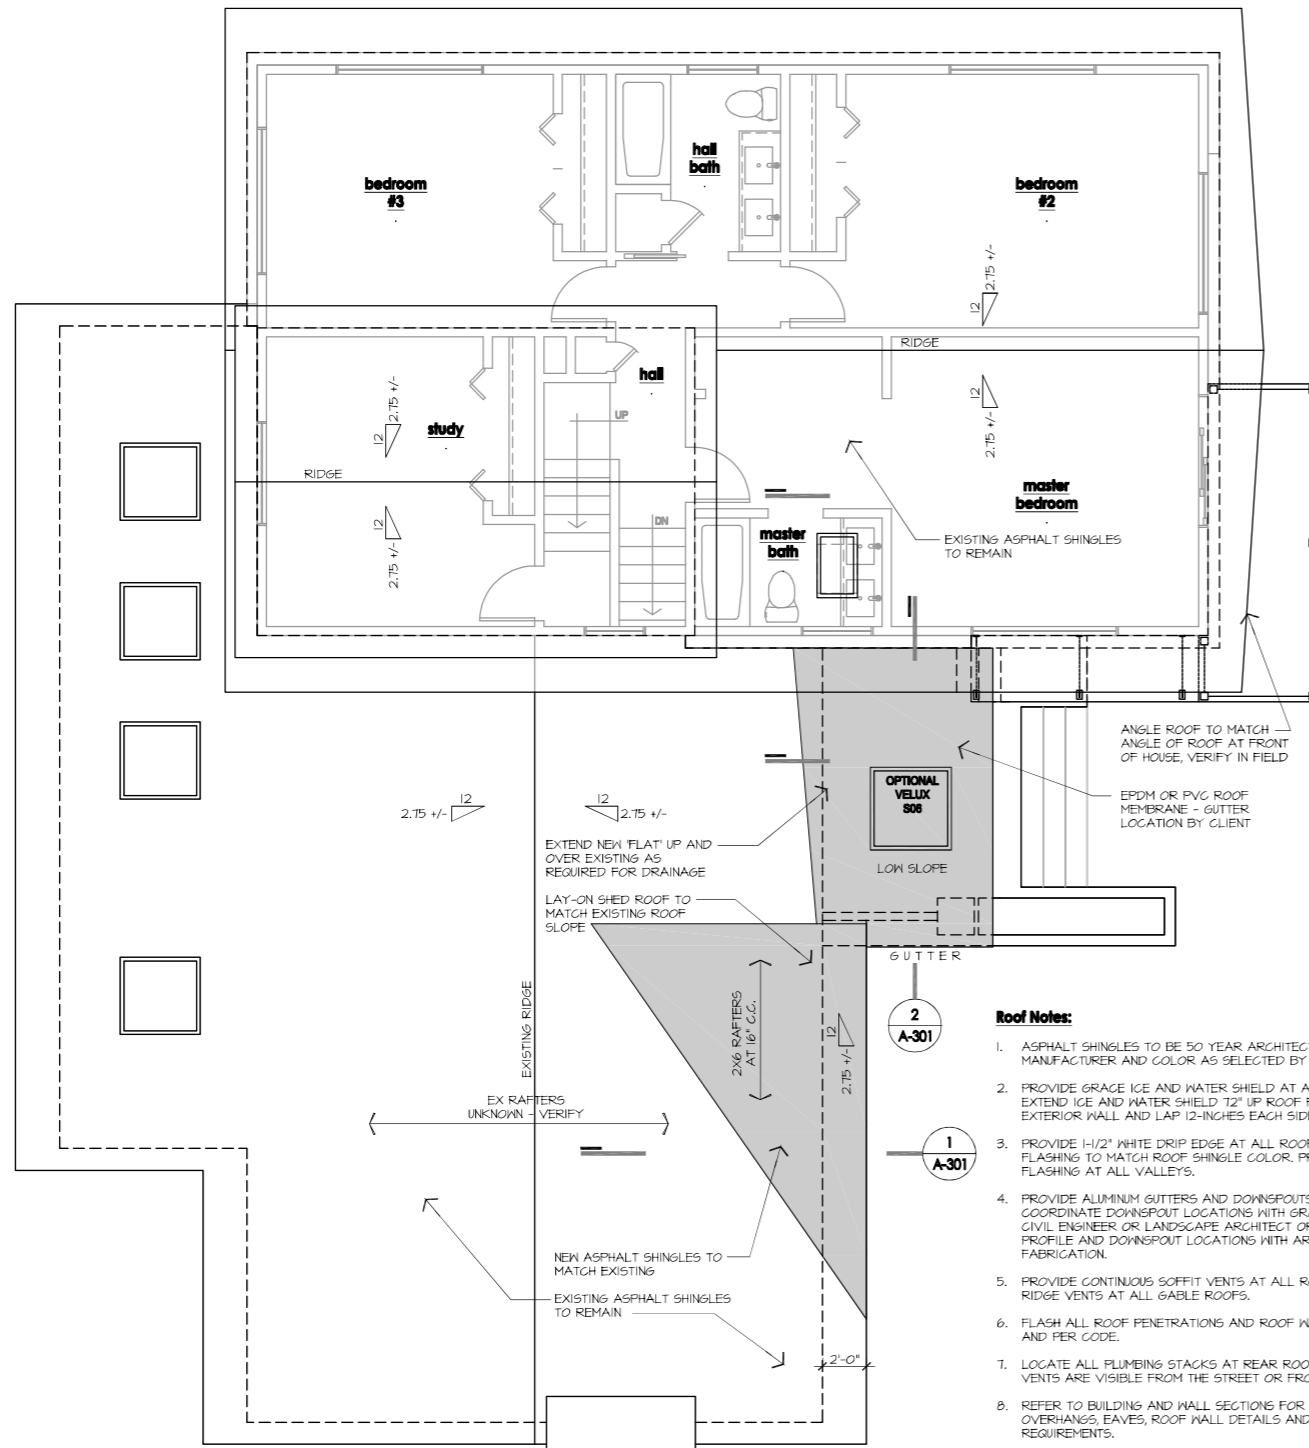 hall
bath
bedroom
#3
bedroom
#2
12
2.75 +/-
RIDGE
hall
UP
12
2.75 +/-
study
12
2.75 +/-
RIDGE
12
2.75 +/-
DN
master
bath
master
bedroom
EXISTING ASPHALT SHINGLES
TO REMAIN
ANGLE ROOF TO MATCH
ANGLE OF ROOF AT FRONT
OF HOUSE, VERIFY IN FIELD
EPDM OR PVC ROOF
MEMBRANE - GUTTER
LOCATION BY CLIENT
OPTIONAL
VELUX
S06
LOW SLOPE
12
2.75 +/-
12
2.75 +/-
EXTEND NEW 'FLAT' UP AND
OVER EXISTING AS
REQUIRED FOR DRAINAGE
LAY-ON SHED ROOF TO
MATCH EXISTING ROOF
SLOPE
GUTTER
EXISTING RIDGE
2X6 RAFTERS
AT 16" C.C.
12
2.75 +/-
2
A-301
EX RAFTERS
UNKNOWN - VERIFY
1
A-301
NEW ASPHALT SHINGLES TO
MATCH EXISTING
EXISTING ASPHALT SHINGLES
TO REMAIN
2'-0"
Roof Notes:
1. ASPHALT SHINGLES TO BE 50 YEAR ARCHITECT
MANUFACTURER AND COLOR AS SELECTED BY
2. PROVIDE GRACE ICE AND WATER SHIELD AT A
EXTEND ICE AND WATER SHIELD 72" UP ROOF F
EXTERIOR WALL AND LAP 12-INCHES EACH SID
3. PROVIDE 1-1/2" WHITE DRIP EDGE AT ALL ROOF
FLASHING TO MATCH ROOF SHINGLE COLOR. PR
FLASHING AT ALL VALLEYS.
4. PROVIDE ALUMINUM GUTTERS AND DOWNSPOUTS
COORDINATE DOWNSPOUT LOCATIONS WITH GRA
CIVIL ENGINEER OR LANDSCAPE ARCHITECT OR
PROFILE AND DOWNSPOUT LOCATIONS WITH AR
FABRICATION.
5. PROVIDE CONTINUOUS SOFFIT VENTS AT ALL R
RIDGE VENTS AT ALL GABLE ROOFS.
6. FLASH ALL ROOF PENETRATIONS AND ROOF W
AND PER CODE.
7. LOCATE ALL PLUMBING STACKS AT REAR ROO
VENTS ARE VISIBLE FROM THE STREET OR FRO
8. REFER TO BUILDING AND WALL SECTIONS FOR
OVERHANGS, EAVES, ROOF WALL DETAILS AND
REQUIREMENTS.